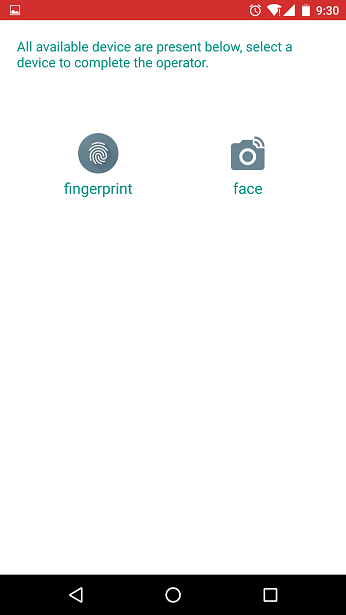 9:30
All available device are present below, select a
device to complete the operator.
fingerprint
face